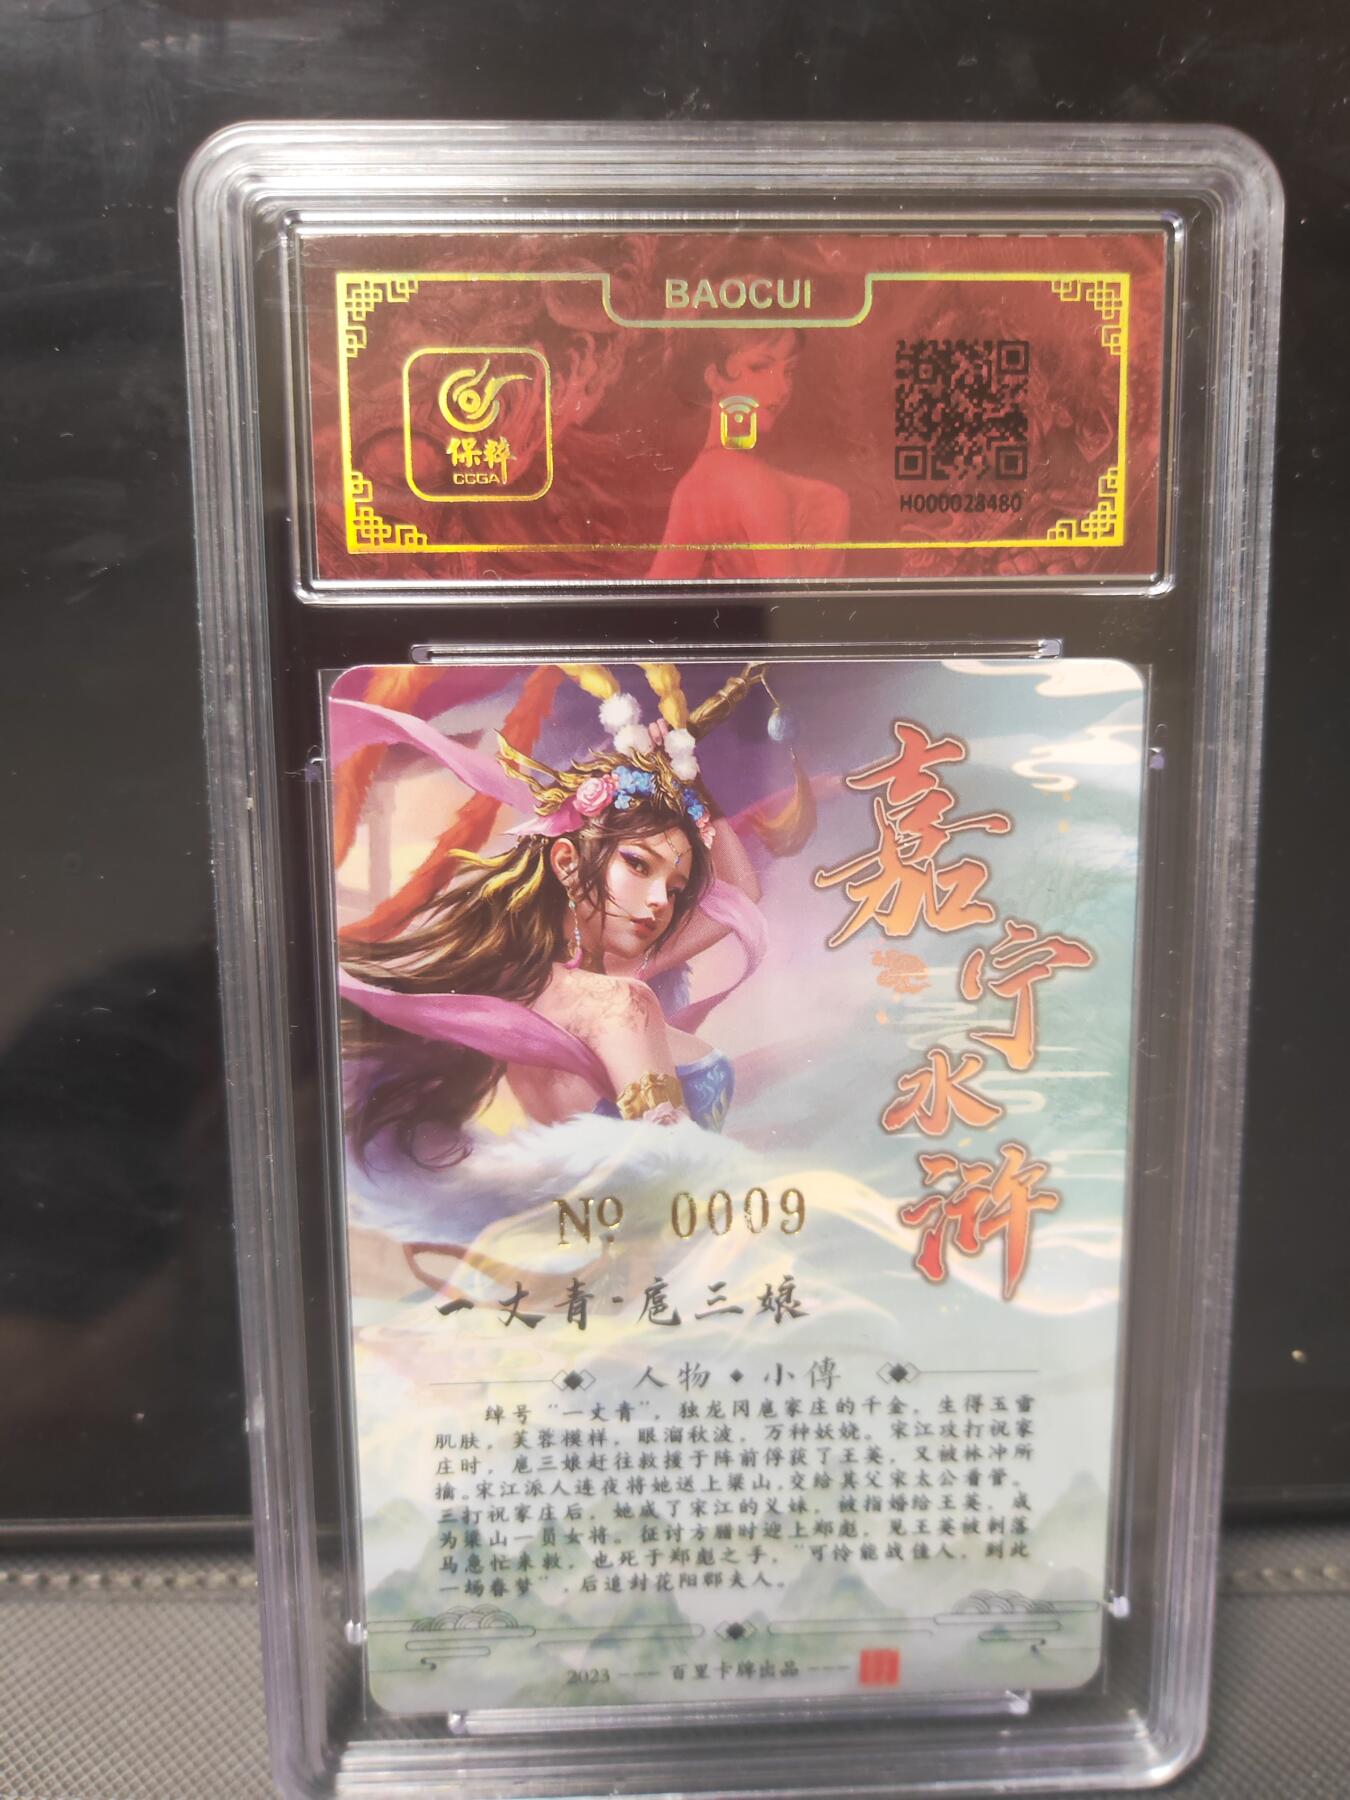 BAOCUI
保粹
CCGA
H000028480
嘉宁水浒
№ 0009
一丈青-扈三娘
人物◆小傳
绰号“一丈青”，独龙冈扈家庄的千金，生得玉雪
肌肤，芙蓉模样，眼溜秋波，万种妖娆。宋江攻打祝家
庄时，扈三娘赶往救援于阵前俘获了王英，又被林冲所
擒。宋江派人连夜将她送上梁山，交给其父宋太公看管。
三打祝家庄后，她成了宋江的义妹，被指婚给王英，成
为梁山一员女将。征讨方腊时迎上郑彪，见王英被刺落
马急忙来救，也死于郑彪之手，“可怜能战佳人，到此
一场春梦”，后追封花阳郡夫人。
2023 --- 百里卡牌出品 ---